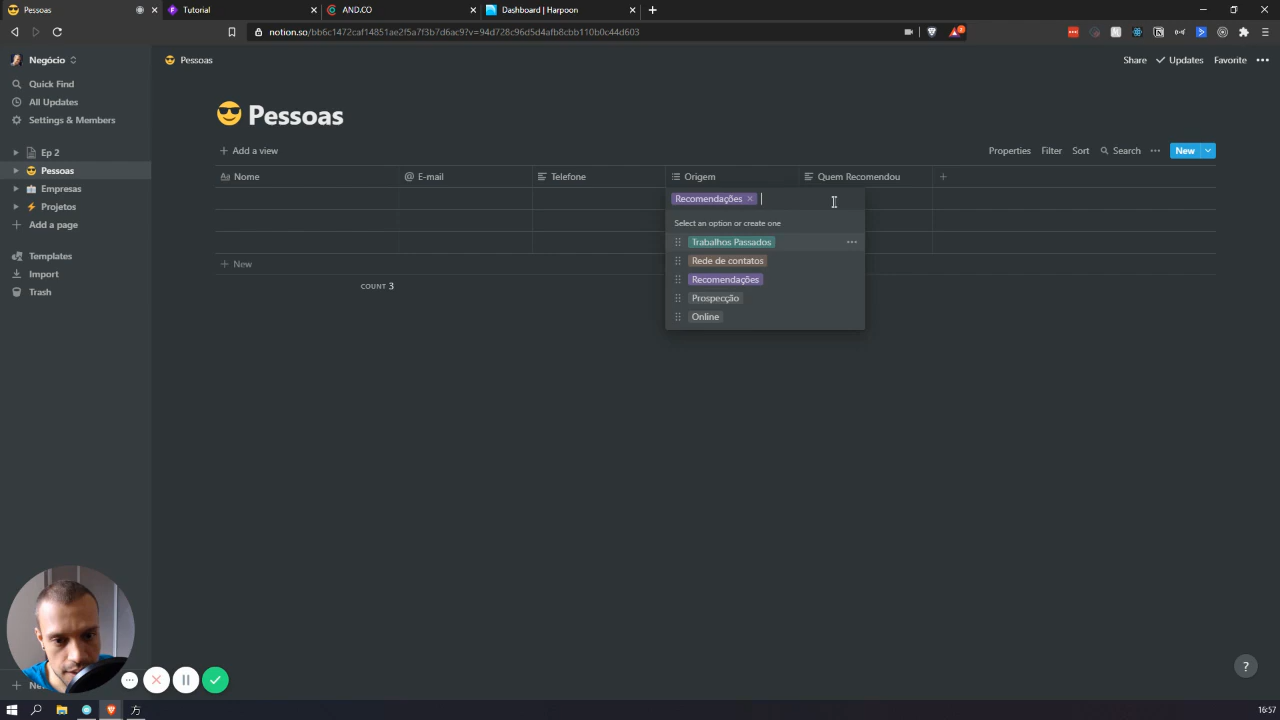 Pessoas
Tutorial
AND.CO
Dashboard | Harpoon
notion.so/bb6c1472caf14851ae2f5a7f3b7d6ac9?v=94d728c96d5d4afb8cbb110b0c44d603
Negócio
Pessoas
Share
Updates
Favorite
Quick Find
All Updates
Settings & Members
Pessoas
Ep 2
Pessoas
Empresas
Projetos
Add a page
Templates
Import
Trash
Add a view
Properties
Filter
Sort
Search
New
Nome
E-mail
Telefone
Origem
Quem Recomendou
Recomendações
Select an option or create one
Trabalhos Passados
Rede de contatos
Recomendações
Prospecção
Online
New
COUNT 3
?
16:57